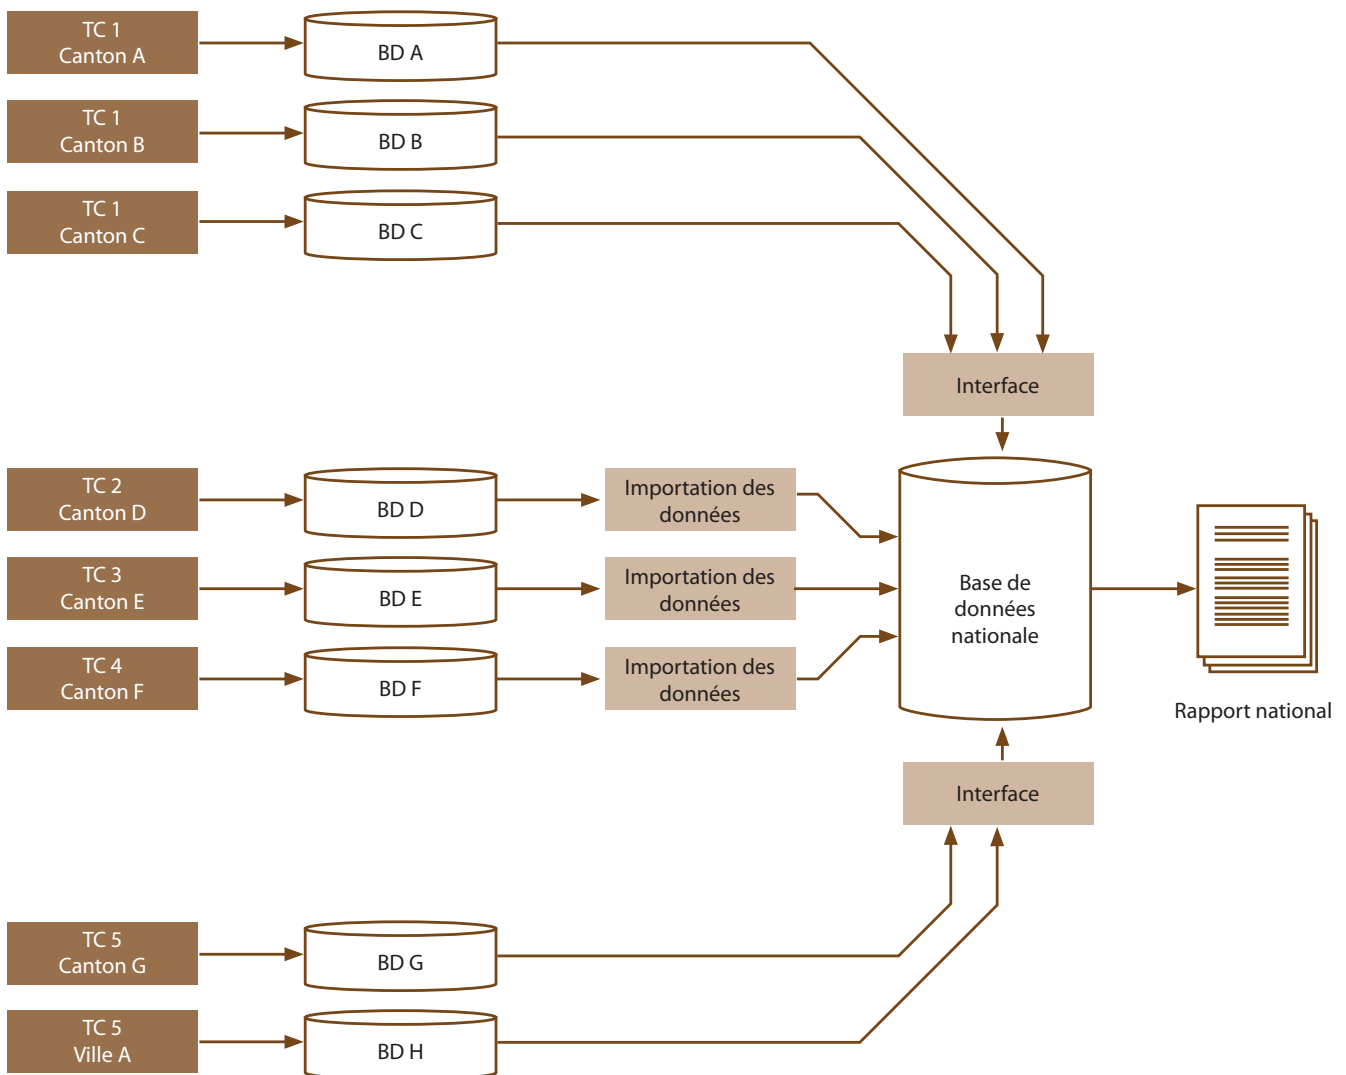 TC 1
Canton A
BD A
TC 1
Canton B
BD B
TC 1
Canton C
BD C
Interface
TC 2
Canton D
BD D
Importation des
données
TC 3
Canton E
BD E
Importation des
données
TC 4
Canton F
BD F
Importation des
données
Base de
données
nationale
Rapport national
Interface
TC 5
Canton G
BD G
TC 5
Ville A
BD H